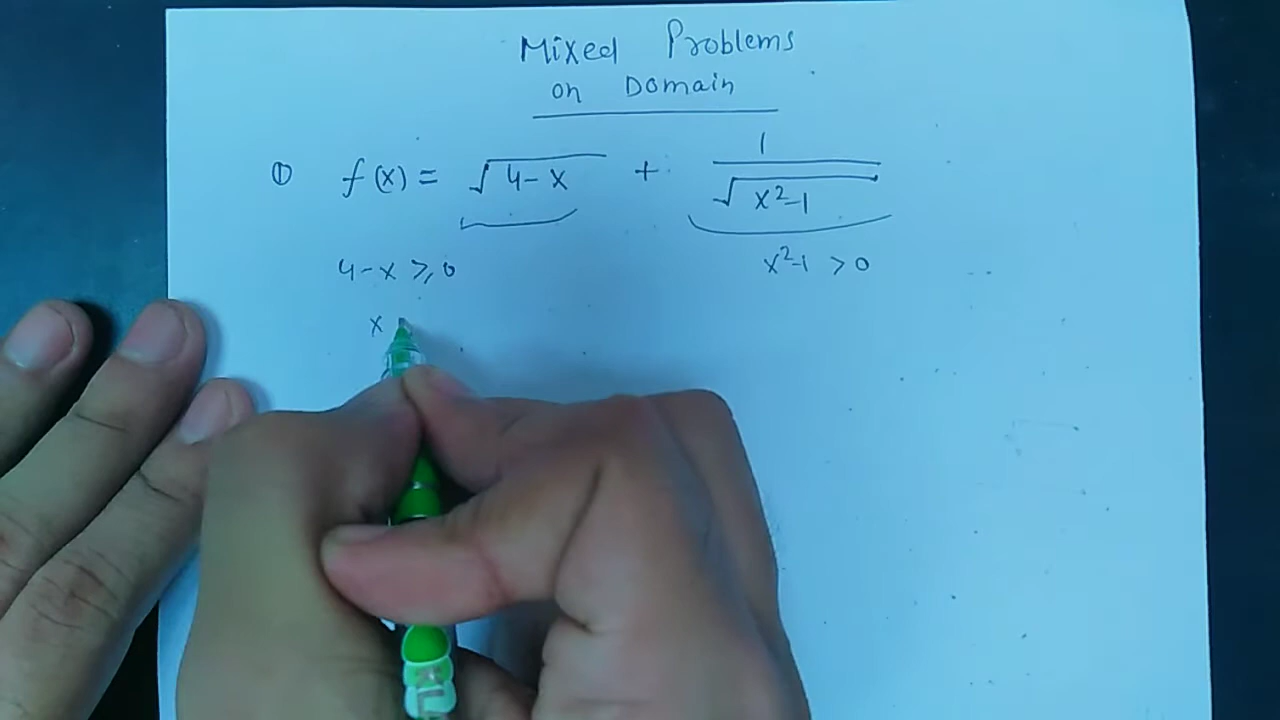 Mixed Problems
on Domain
① f(x) = √(4-x) + 1/√(x²-1)
4-x ⩾ 0 x²-1 > 0
x